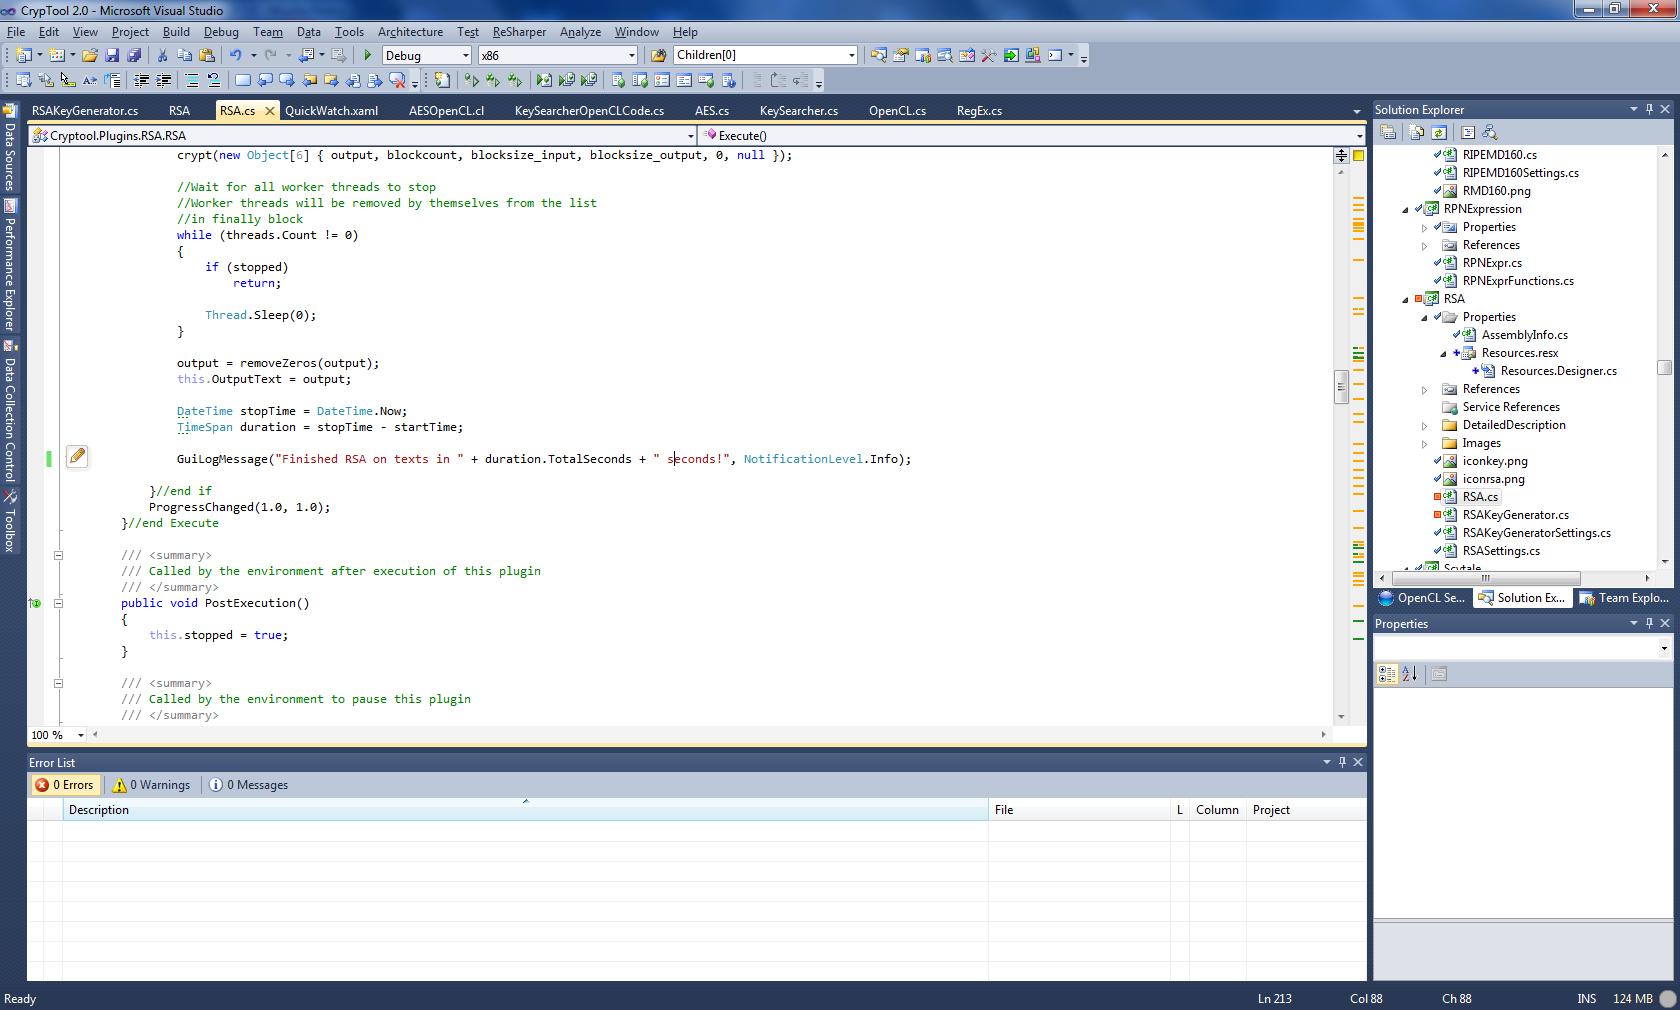 CrypTool 2.0 - Microsoft Visual Studio
File Edit View Project Build Debug Team Data Tools Architecture Test ReSharper Analyze Window Help
Debug x86 Children[0]
RSAKeyGenerator.cs RSA RSA.cs QuickWatch.xaml AESOpenCL.cl KeySearcherOpenCLCode.cs AES.cs KeySearcher.cs OpenCL.cs RegEx.cs
Cryptool.Plugins.RSA.RSA Execute()
Data Sources
Performance Explorer
Data Collection Control
Toolbox
crypt(new Object[6] { output, blockcount, blocksize_input, blocksize_output, 0, null });
//Wait for all worker threads to stop
//Worker threads will be removed by themselves from the list
//in finally block
while (threads.Count != 0)
{
if (stopped)
return;
Thread.Sleep(0);
}
output = removeZeros(output);
this.OutputText = output;
DateTime stopTime = DateTime.Now;
TimeSpan duration = stopTime - startTime;
GuiLogMessage("Finished RSA on texts in " + duration.TotalSeconds + " seconds!", NotificationLevel.Info);
}//end if
ProgressChanged(1.0, 1.0);
}//end Execute
/// <summary>
/// Called by the environment after execution of this plugin
/// </summary>
public void PostExecution()
{
this.stopped = true;
}
/// <summary>
/// Called by the environment to pause this plugin
/// </summary>
100 %
Solution Explorer
RIPEMD160.cs
RIPEMD160Settings.cs
RMD160.png
RPNExpression
Properties
References
RPNExpr.cs
RPNExprFunctions.cs
RSA
Properties
AssemblyInfo.cs
Resources.resx
Resources.Designer.cs
References
Service References
DetailedDescription
Images
iconkey.png
iconrsa.png
RSA.cs
RSAKeyGenerator.cs
RSAKeyGeneratorSettings.cs
RSASettings.cs
Scytale
OpenCL Se... Solution Ex... Team Explo...
Properties
Error List
0 Errors 0 Warnings 0 Messages
Description File L Column Project
Ready Ln 213 Col 88 Ch 88 INS 124 MB